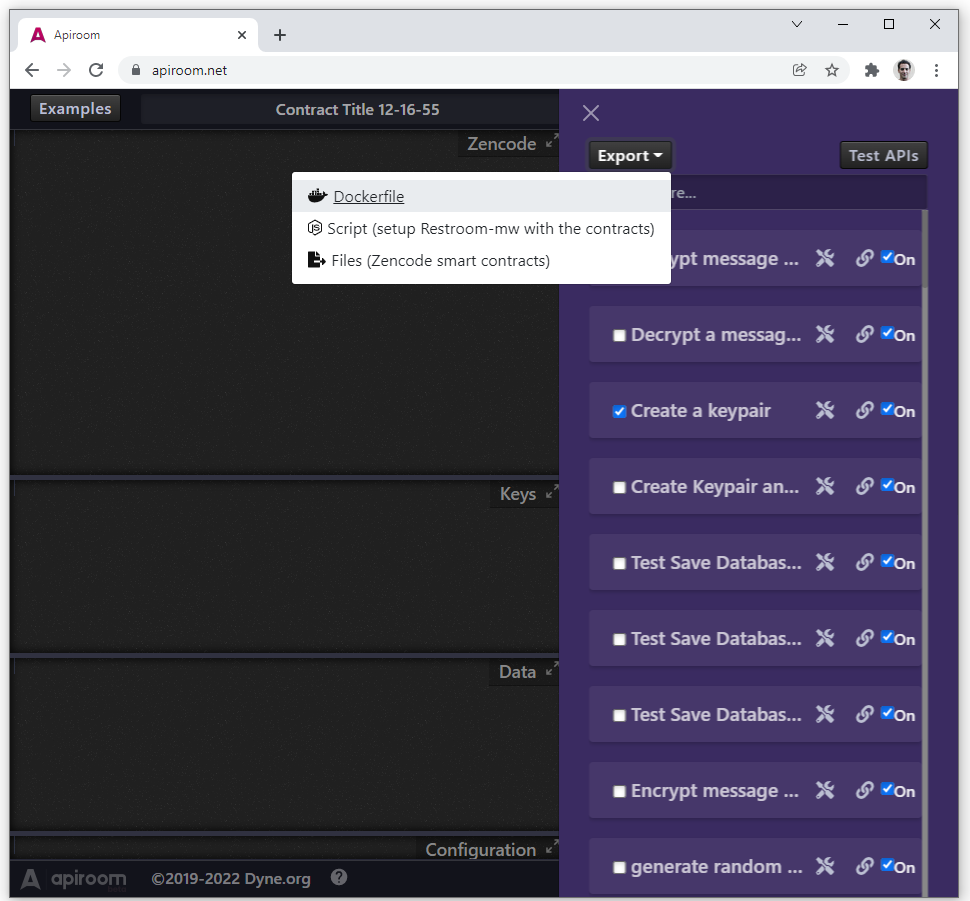 Apiroom
apiroom.net
Examples
Contract Title 12-16-55
Export
Test APIs
Zencode
re...
Dockerfile
Script (setup Restroom-mw with the contracts)
Files (Zencode smart contracts)
ypt message ...
On
Decrypt a messag...
On
Create a keypair
On
Keys
Create Keypair an...
On
Test Save Databas...
On
Test Save Databas...
On
Data
Test Save Databas...
On
Encrypt message ...
On
Configuration
generate random ...
On
apiroom
©2019-2022 Dyne.org